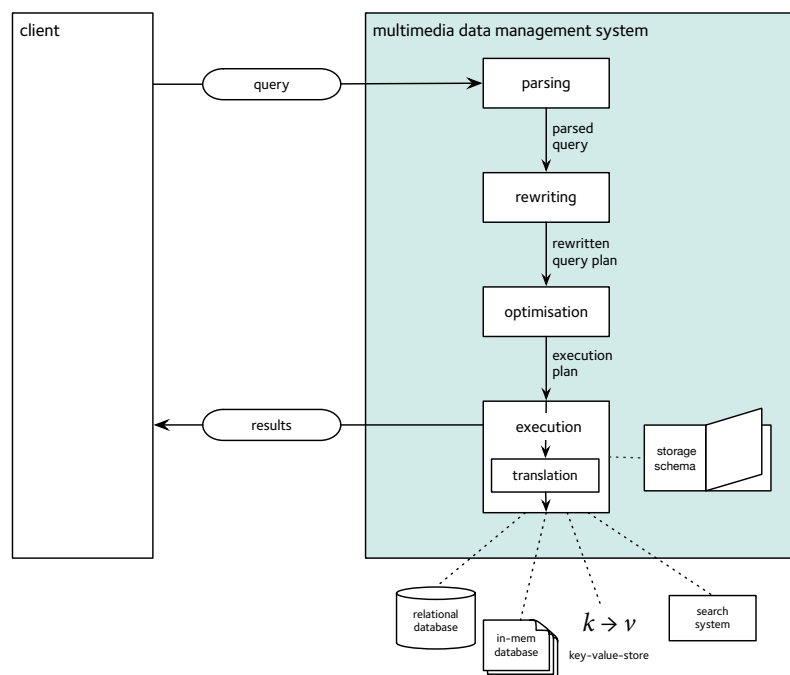 client
multimedia data management system
query
parsing
parsed
query
rewriting
rewritten
query plan
optimisation
execution
plan
results
execution
translation
storage
schema
relational
database
in-mem
database
k → v
key-value-store
search
system